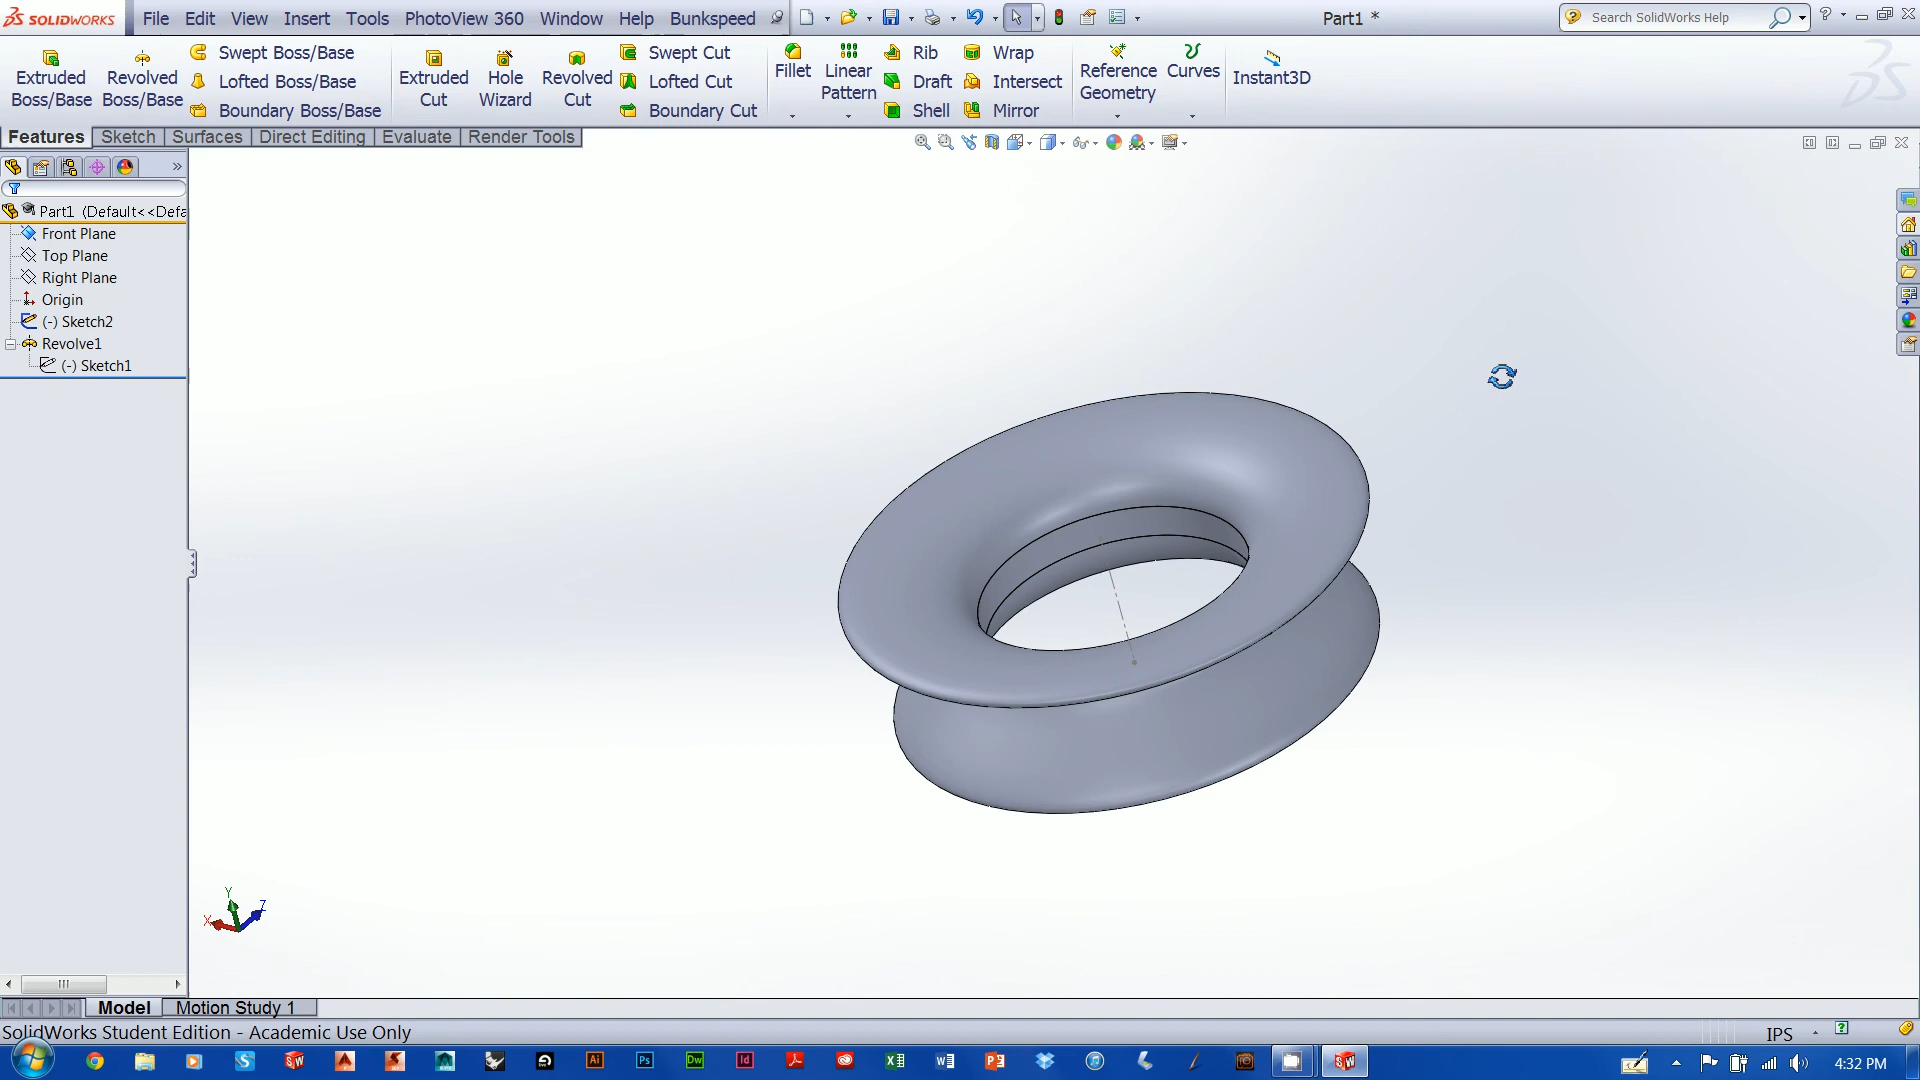 SOLIDWORKS File Edit View Insert Tools PhotoView 360 Window Help Bunkspeed Part1 * Search SolidWorks Help
Extruded Boss/Base
Revolved Boss/Base
Swept Boss/Base
Lofted Boss/Base
Boundary Boss/Base
Extruded Cut
Hole Wizard
Revolved Cut
Swept Cut
Lofted Cut
Boundary Cut
Fillet
Linear Pattern
Rib
Draft
Shell
Wrap
Intersect
Mirror
Reference Geometry
Curves
Instant3D
Features Sketch Surfaces Direct Editing Evaluate Render Tools
Part1 (Default<<Defa
Front Plane
Top Plane
Right Plane
Origin
(-) Sketch2
Revolve1
(-) Sketch1
Y
X
Z
Model Motion Study 1
SolidWorks Student Edition - Academic Use Only
IPS
4:32 PM